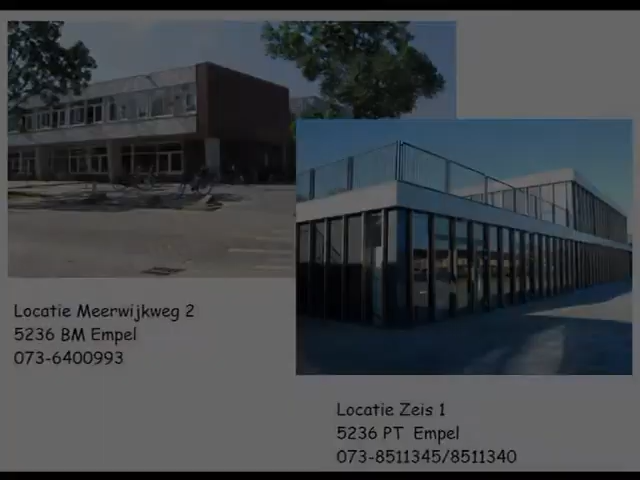 Locatie Meerwijkweg 2
5236 BM Empel
073-6400993
Locatie Zeis 1
5236 PT Empel
073-8511345/8511340